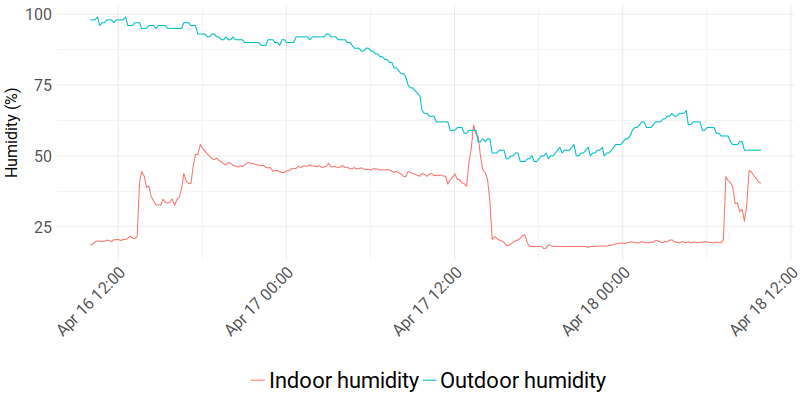 100
75
50
25
Humidity (%)
Apr 16 12:00
Apr 17 00:00
Apr 17 12:00
Apr 18 00:00
Apr 18 12:00
Indoor humidity Outdoor humidity